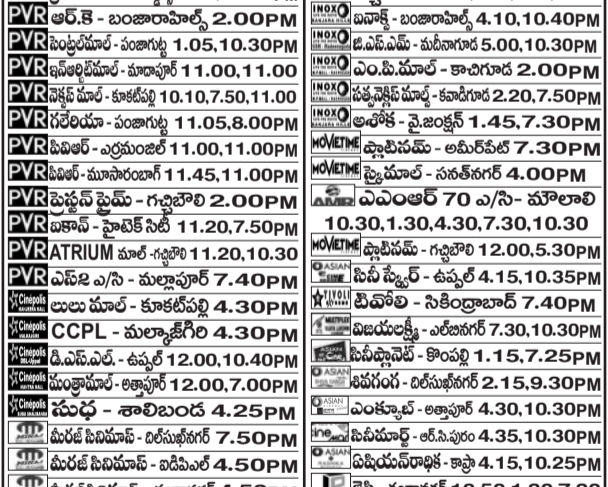 PVR ఆర్.కె - బంజారాహిల్స్ 2.00PM
PVR సెంట్రల్‌మాల్ - పంజాగుట్ట 1.05,10.30PM
PVR ఇన్ఆర్బిట్‌మాల్ - మాదాపూర్ 11.00,11.00
PVR నెక్సస్ మాల్ - కూకట్‌పల్లి 10.10,7.50,11.00
PVR గలేరియా - పంజాగుట్ట 11.05,8.00PM
PVR పివిఆర్ - ఎర్రమంజిల్ 11.00,11.00PM
PVR పివిఆర్ - మూసారంబాగ్ 11.45,11.00PM
PVR ప్రెస్టన్ ప్రైమ్ - గచ్చిబౌలి 2.00PM
PVR ఐకాన్ - హైటెక్ సిటీ 11.20,7.50PM
PVR ATRIUM మాల్ -గచ్చిబౌలి 11.20,10.30
PVR ఎస్2 ఎ/సి - మల్లాపూర్ 7.40PM
Cinépolis లులు మాల్ - కూకట్‌పల్లి 4.30PM
Cinépolis CCPL - మల్కాజ్‌గిరి 4.30PM
Cinépolis డి.ఎస్.ఎల్. - ఉప్పల్ 12.00,10.40PM
Cinépolis మంత్రామాల్ - అత్తాపూర్ 12.00,7.00PM
Cinépolis సుధ - శాలిబండ 4.25PM
మీరజ్ సినిమాస్ - దిల్‌సుఖ్‌నగర్ 7.50PM
మీరజ్ సినిమాస్ - ఐడిపిఎల్ 4.50PM
INOX ఐనాక్స్ - బంజారాహిల్స్ 4.10,10.40PM
INOX జి.ఎస్.ఎమ్ - మదీనాగూడ 5.00,10.30PM
INOX ఎం.పి.మాల్ - కాచిగూడ 2.00PM
INOX సత్వనెక్లెస్‌మాల్ - కవాడిగూడ 2.20,7.50PM
INOX అశోక - వై.జంక్షన్ 1.45,7.30PM
MOVIETIME ప్లాటినమ్ - అమీర్‌పేట్ 7.30PM
MOVIETIME స్కైమాల్ - సనత్‌నగర్ 4.00PM
AMR ఎఎంఆర్ 70 ఎ/సి- మౌలాలి
10.30,1.30,4.30,7.30,10.30
MOVIETIME ప్లాటినమ్ -గచ్చిబౌలి 12.00,5.30PM
ASIAN సినీ స్క్వేర్ - ఉప్పల్ 4.15,10.35PM
TIVOLI టివోలి - సికింద్రాబాద్ 7.40PM
విజయలక్ష్మీ - ఎల్‌బినగర్ 7.30,10.30PM
సినీప్లానెట్ - కొంపల్లి 1.15,7.25PM
ASIAN శివగంగ - దిల్‌సుఖ్‌నగర్ 2.15,9.30PM
ASIAN ఎంక్యూబ్ - అత్తాపూర్ 4.30,10.30PM
సినీమార్ట్ - ఆర్.సి.పురం 4.35,10.30PM
ASIAN ఏషియన్‌రాధిక - కాప్రా 4.15,10.25PM